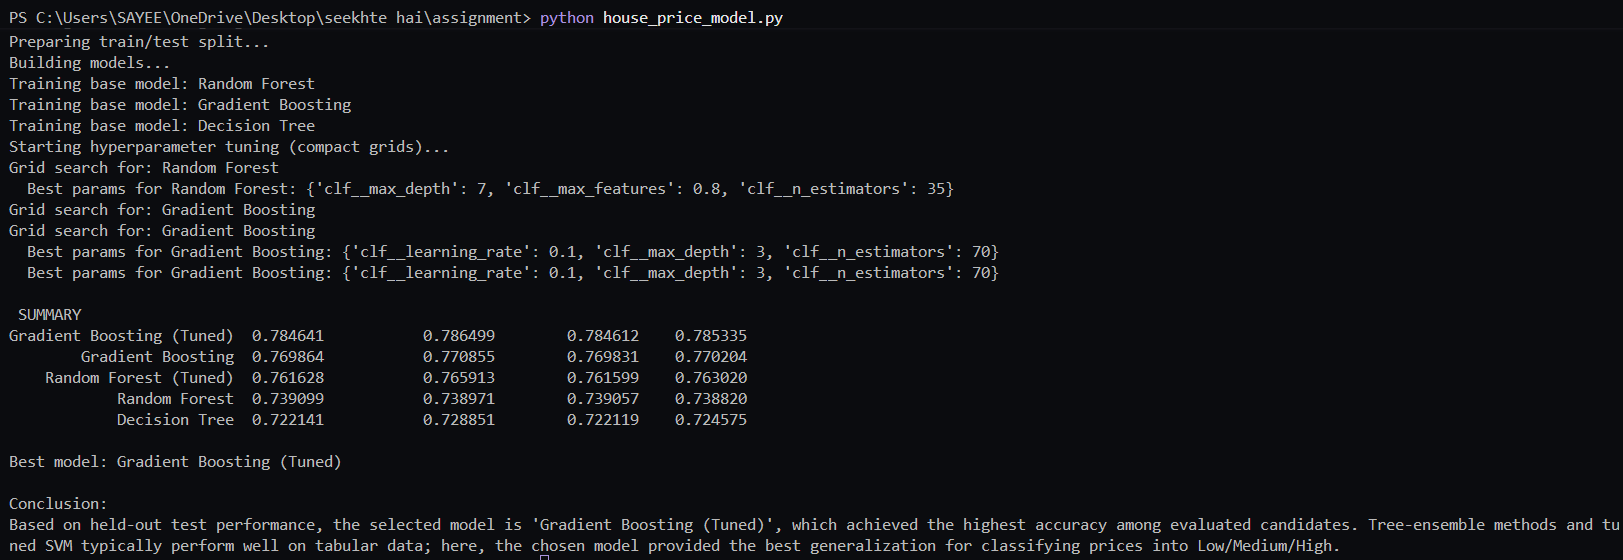 PS C:\Users\SAYEE\OneDrive\Desktop\seekhte hai\assignment> python house_price_model.py
Preparing train/test split...
Building models...
Training base model: Random Forest
Training base model: Gradient Boosting
Training base model: Decision Tree
Starting hyperparameter tuning (compact grids)...
Grid search for: Random Forest
  Best params for Random Forest: {'clf__max_depth': 7, 'clf__max_features': 0.8, 'clf__n_estimators': 35}
Grid search for: Gradient Boosting
Grid search for: Gradient Boosting
  Best params for Gradient Boosting: {'clf__learning_rate': 0.1, 'clf__max_depth': 3, 'clf__n_estimators': 70}
  Best params for Gradient Boosting: {'clf__learning_rate': 0.1, 'clf__max_depth': 3, 'clf__n_estimators': 70}
 SUMMARY
Gradient Boosting (Tuned)  0.784641           0.786499        0.784612    0.785335
        Gradient Boosting  0.769864           0.770855        0.769831    0.770204
    Random Forest (Tuned)  0.761628           0.765913        0.761599    0.763020
            Random Forest  0.739099           0.738971        0.739057    0.738820
            Decision Tree  0.722141           0.728851        0.722119    0.724575
Best model: Gradient Boosting (Tuned)
Conclusion:
Based on held-out test performance, the selected model is 'Gradient Boosting (Tuned)', which achieved the highest accuracy among evaluated candidates. Tree-ensemble methods and tu
ned SVM typically perform well on tabular data; here, the chosen model provided the best generalization for classifying prices into Low/Medium/High.